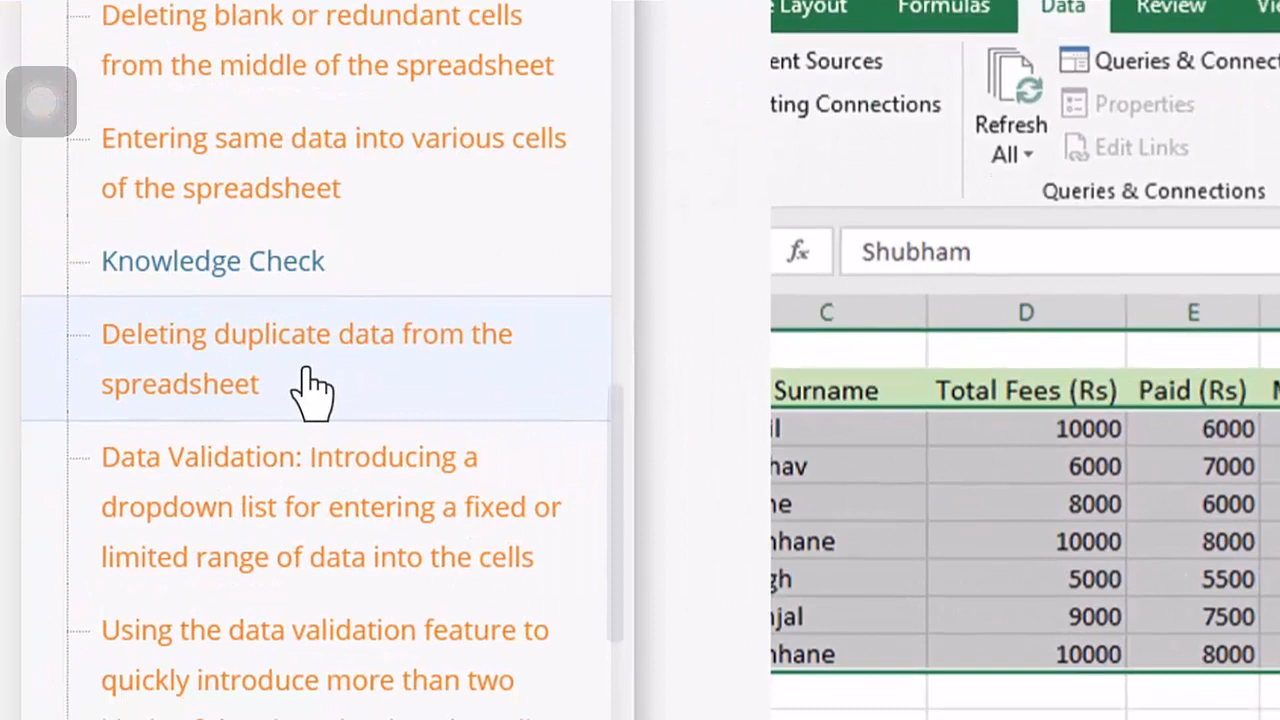 Deleting blank or redundant cells
from the middle of the spreadsheet
Entering same data into various cells
of the spreadsheet
Knowledge Check
Deleting duplicate data from the
spreadsheet
Data Validation: Introducing a
dropdown list for entering a fixed or
limited range of data into the cells
Using the data validation feature to
quickly introduce more than two
Layout Formulas Data Review
ent Sources
ting Connections
Refresh
All
Queries & Connect
Properties
Edit Links
Queries & Connections
fx Shubham
C D E
Surname Total Fees (Rs) Paid (Rs)
il 10000 6000
hav 6000 7000
ne 8000 6000
nhane 10000 8000
gh 5000 5500
njal 9000 7500
nhane 10000 8000